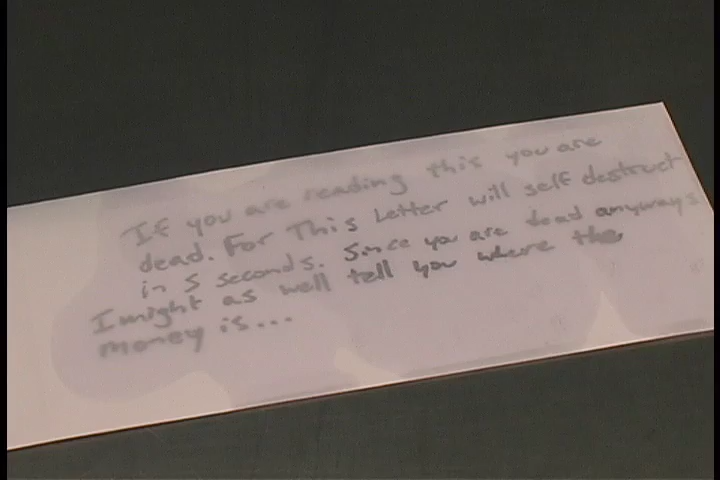 If you are reading this you are
dead. For This Letter will self destruct
in 5 seconds. Since you are dead anyways
I might as well tell you where the
money is...